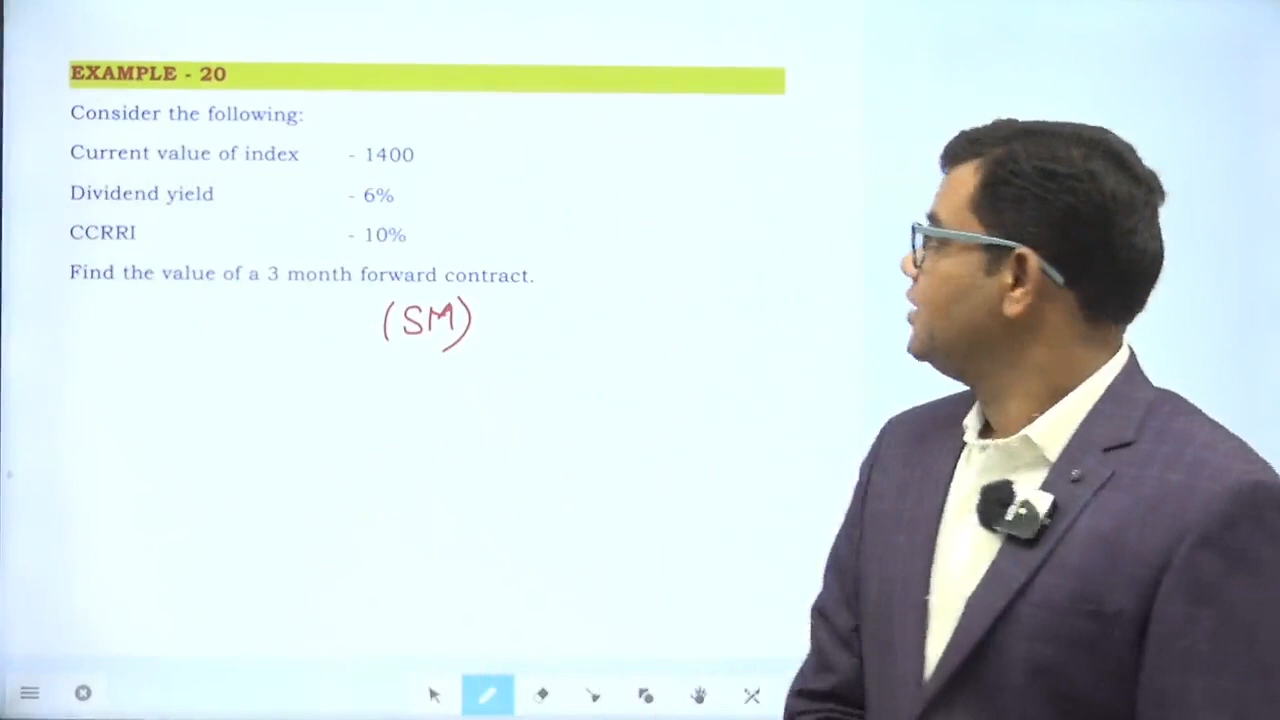 EXAMPLE - 20
Consider the following:
Current value of index - 1400
Dividend yield - 6%
CCRRI - 10%
Find the value of a 3 month forward contract.
(SM)